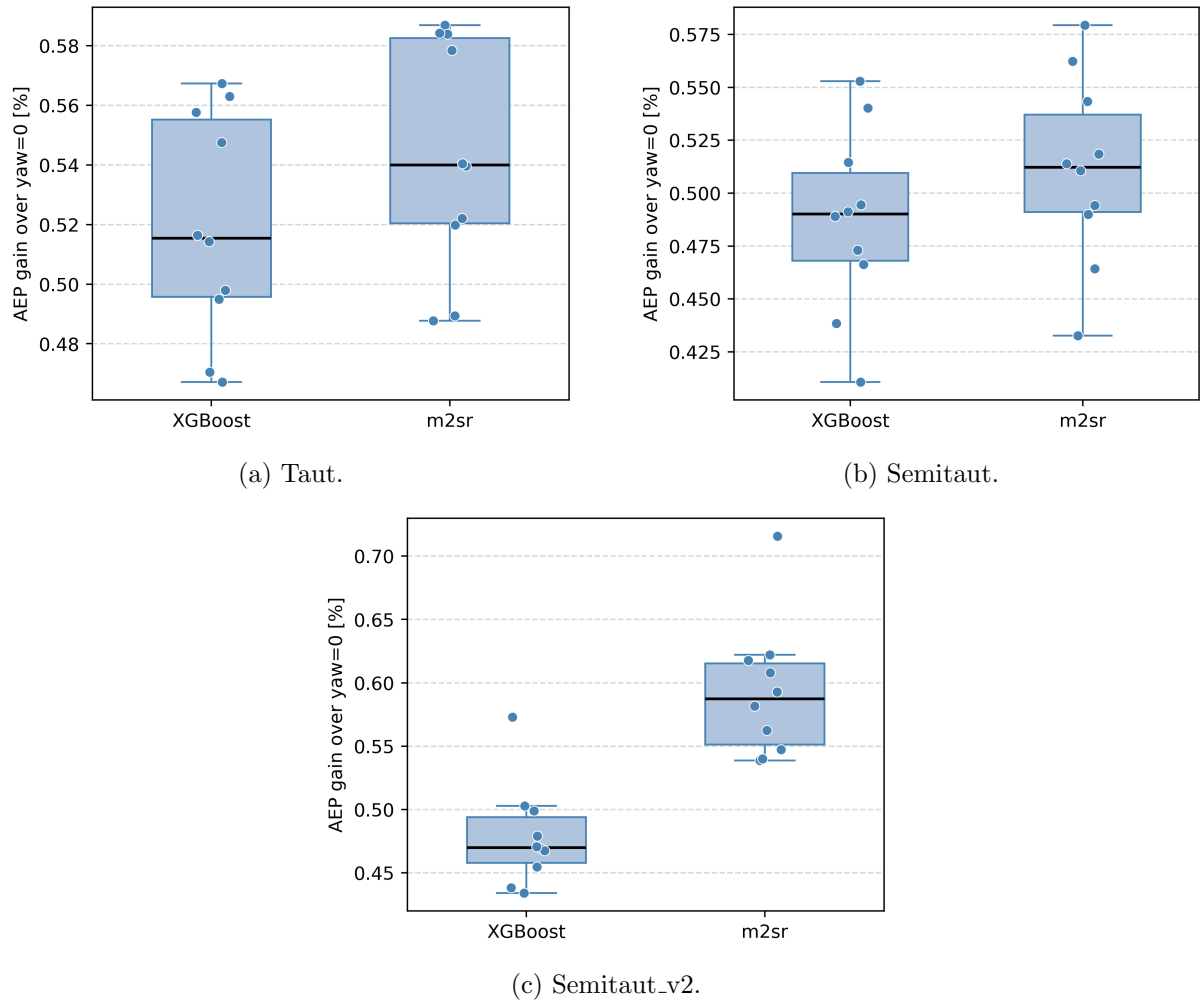 AEP gain over yaw=0 [%]
0.58
0.56
0.54
0.52
0.50
0.48
XGBoost m2sr
(a) Taut.
AEP gain over yaw=0 [%]
0.575
0.550
0.525
0.500
0.475
0.450
0.425
XGBoost m2sr
(b) Semitaut.
AEP gain over yaw=0 [%]
0.70
0.65
0.60
0.55
0.50
0.45
XGBoost m2sr
(c) Semitaut_v2.